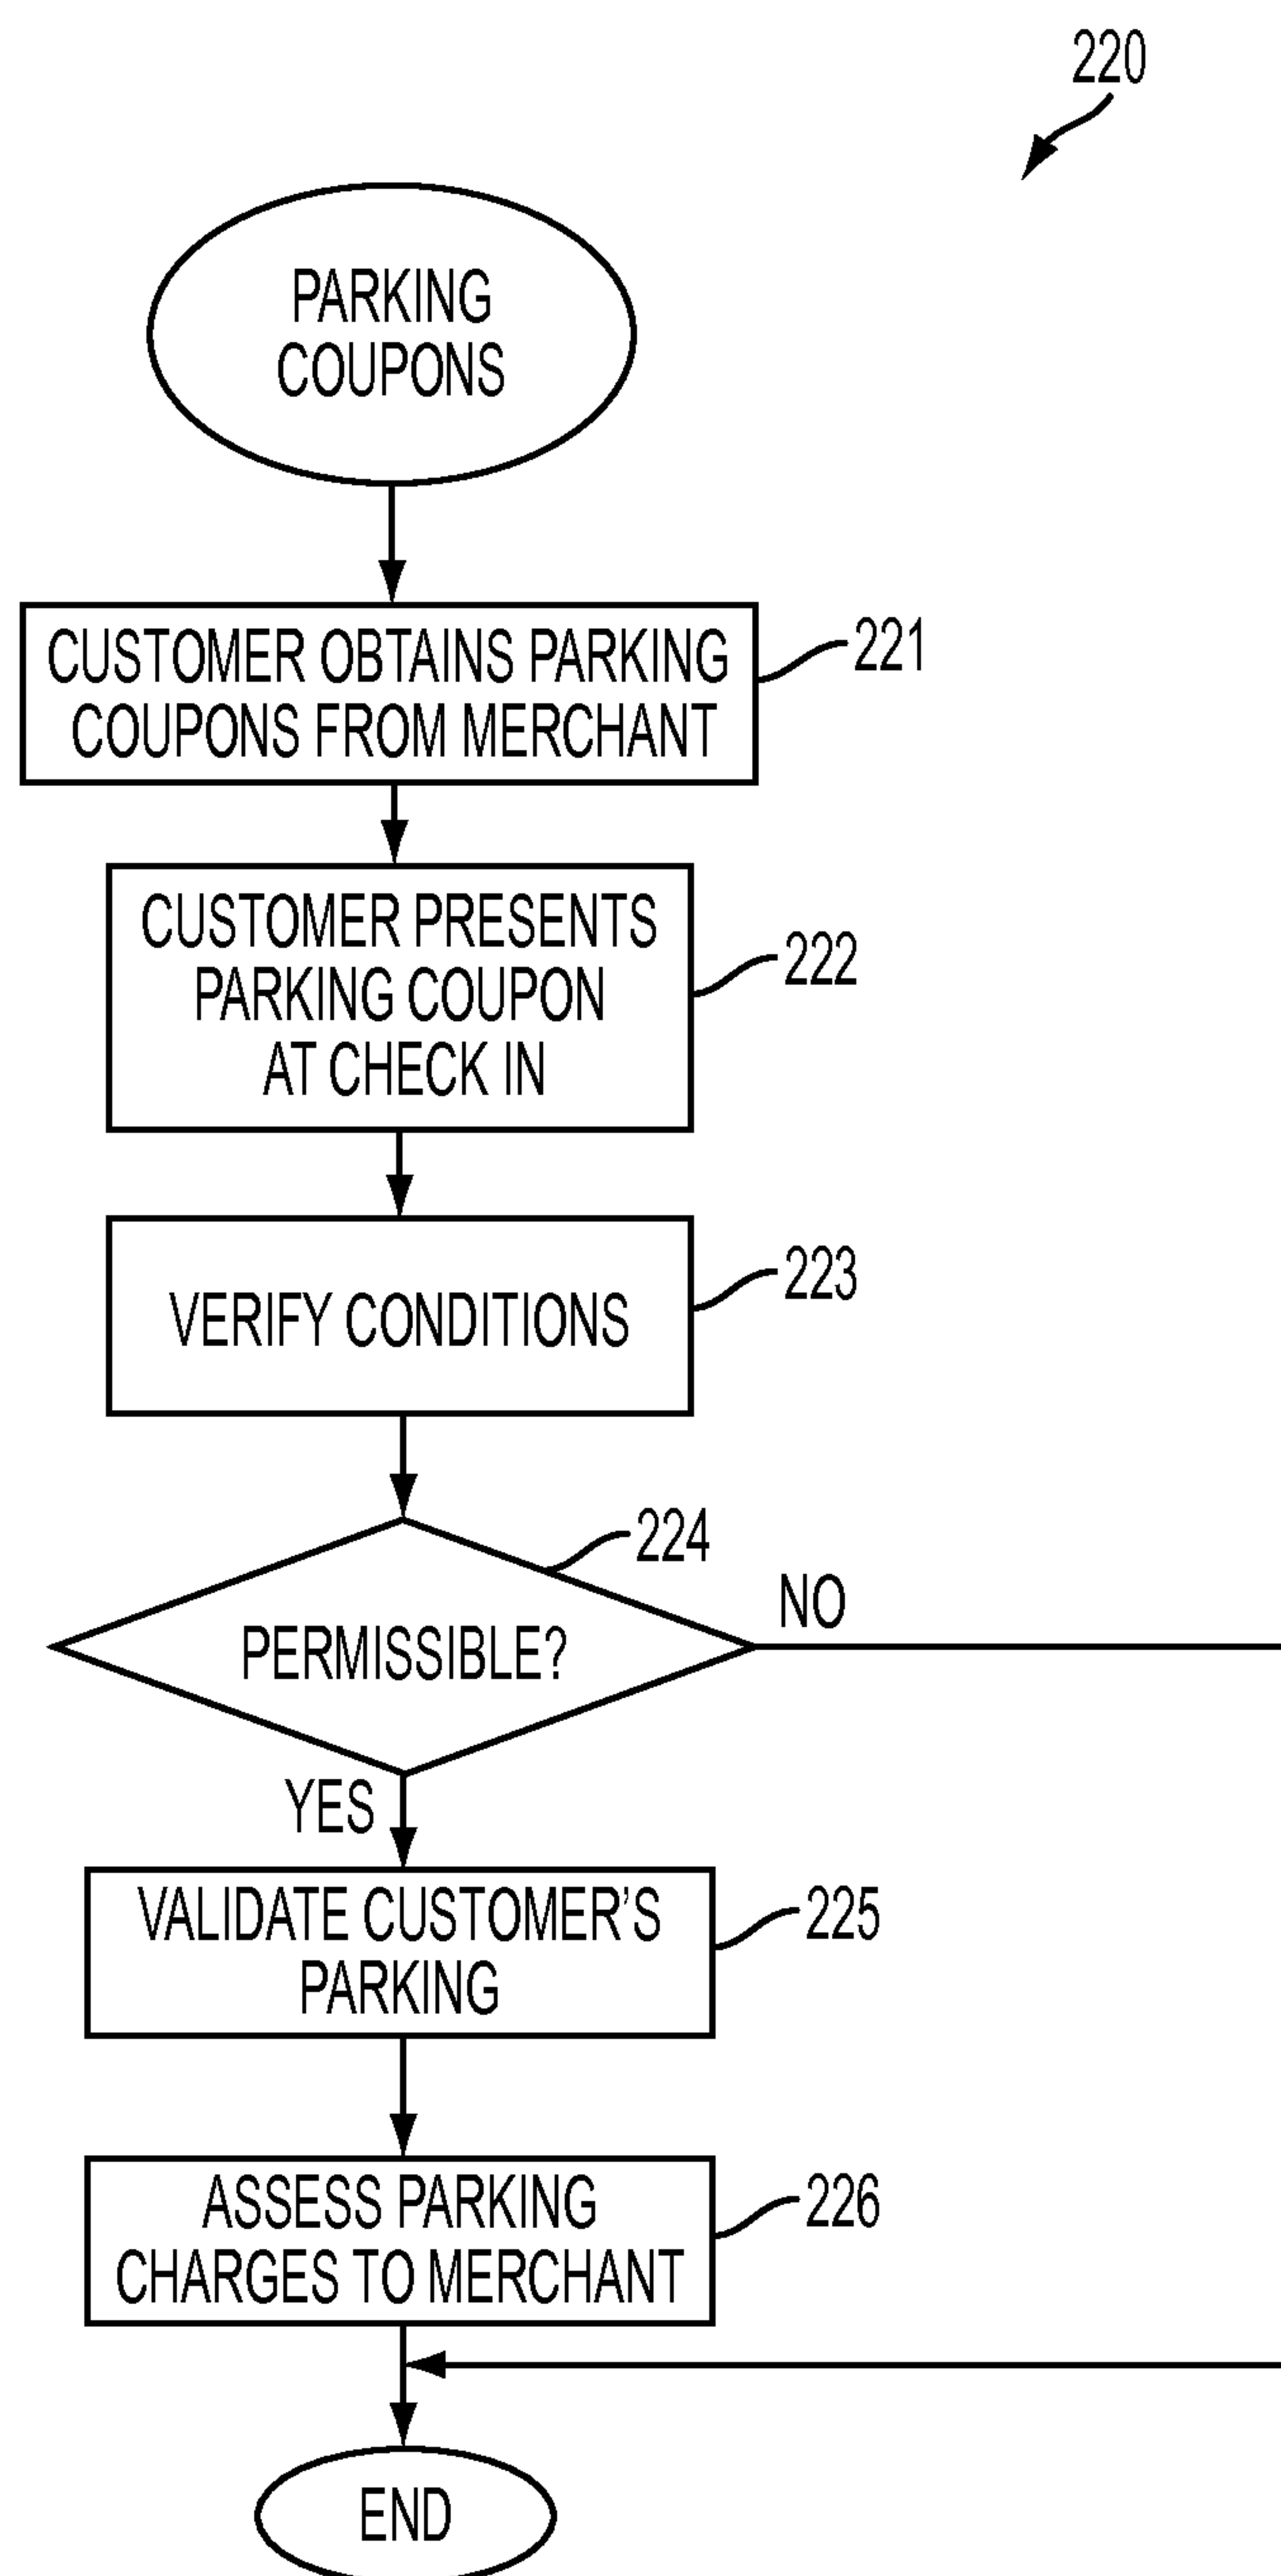 220
PARKING
COUPONS
CUSTOMER OBTAINS PARKING
COUPONS FROM MERCHANT
221
CUSTOMER PRESENTS
PARKING COUPON
AT CHECK IN
222
VERIFY CONDITIONS
223
224
PERMISSIBLE?
NO
YES
VALIDATE CUSTOMER'S
PARKING
225
ASSESS PARKING
CHARGES TO MERCHANT
226
END